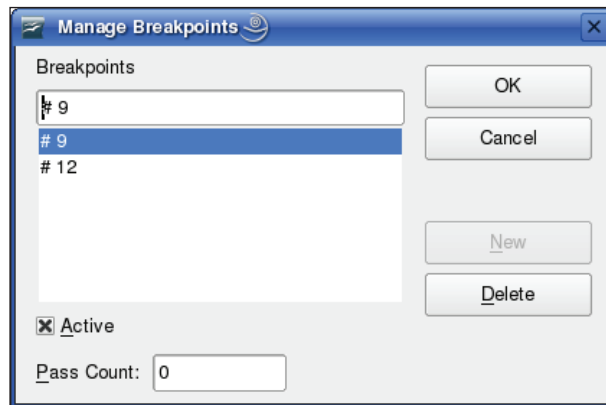 Manage Breakpoints
Breakpoints
# 9
# 9
# 12
Active
Pass Count: 0
OK
Cancel
New
Delete